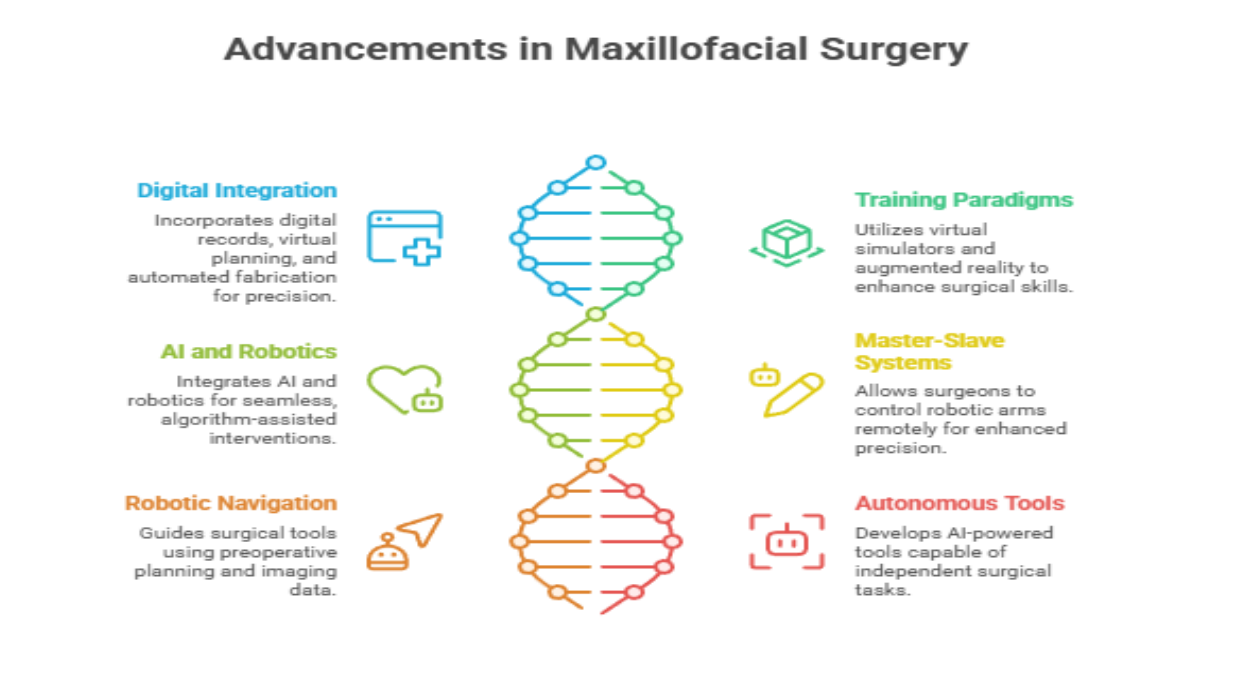 Advancements in Maxillofacial Surgery
Digital Integration
Incorporates digital
records, virtual
planning, and
automated fabrication
for precision.
Training Paradigms
Utilizes virtual
simulators and
augmented reality to
enhance surgical skills.
AI and Robotics
Integrates AI and
robotics for seamless,
algorithm-assisted
interventions.
Master-Slave
Systems
Allows surgeons to
control robotic arms
remotely for enhanced
precision.
Robotic Navigation
Guides surgical tools
using preoperative
planning and imaging
data.
Autonomous Tools
Develops AI-powered
tools capable of
independent surgical
tasks.